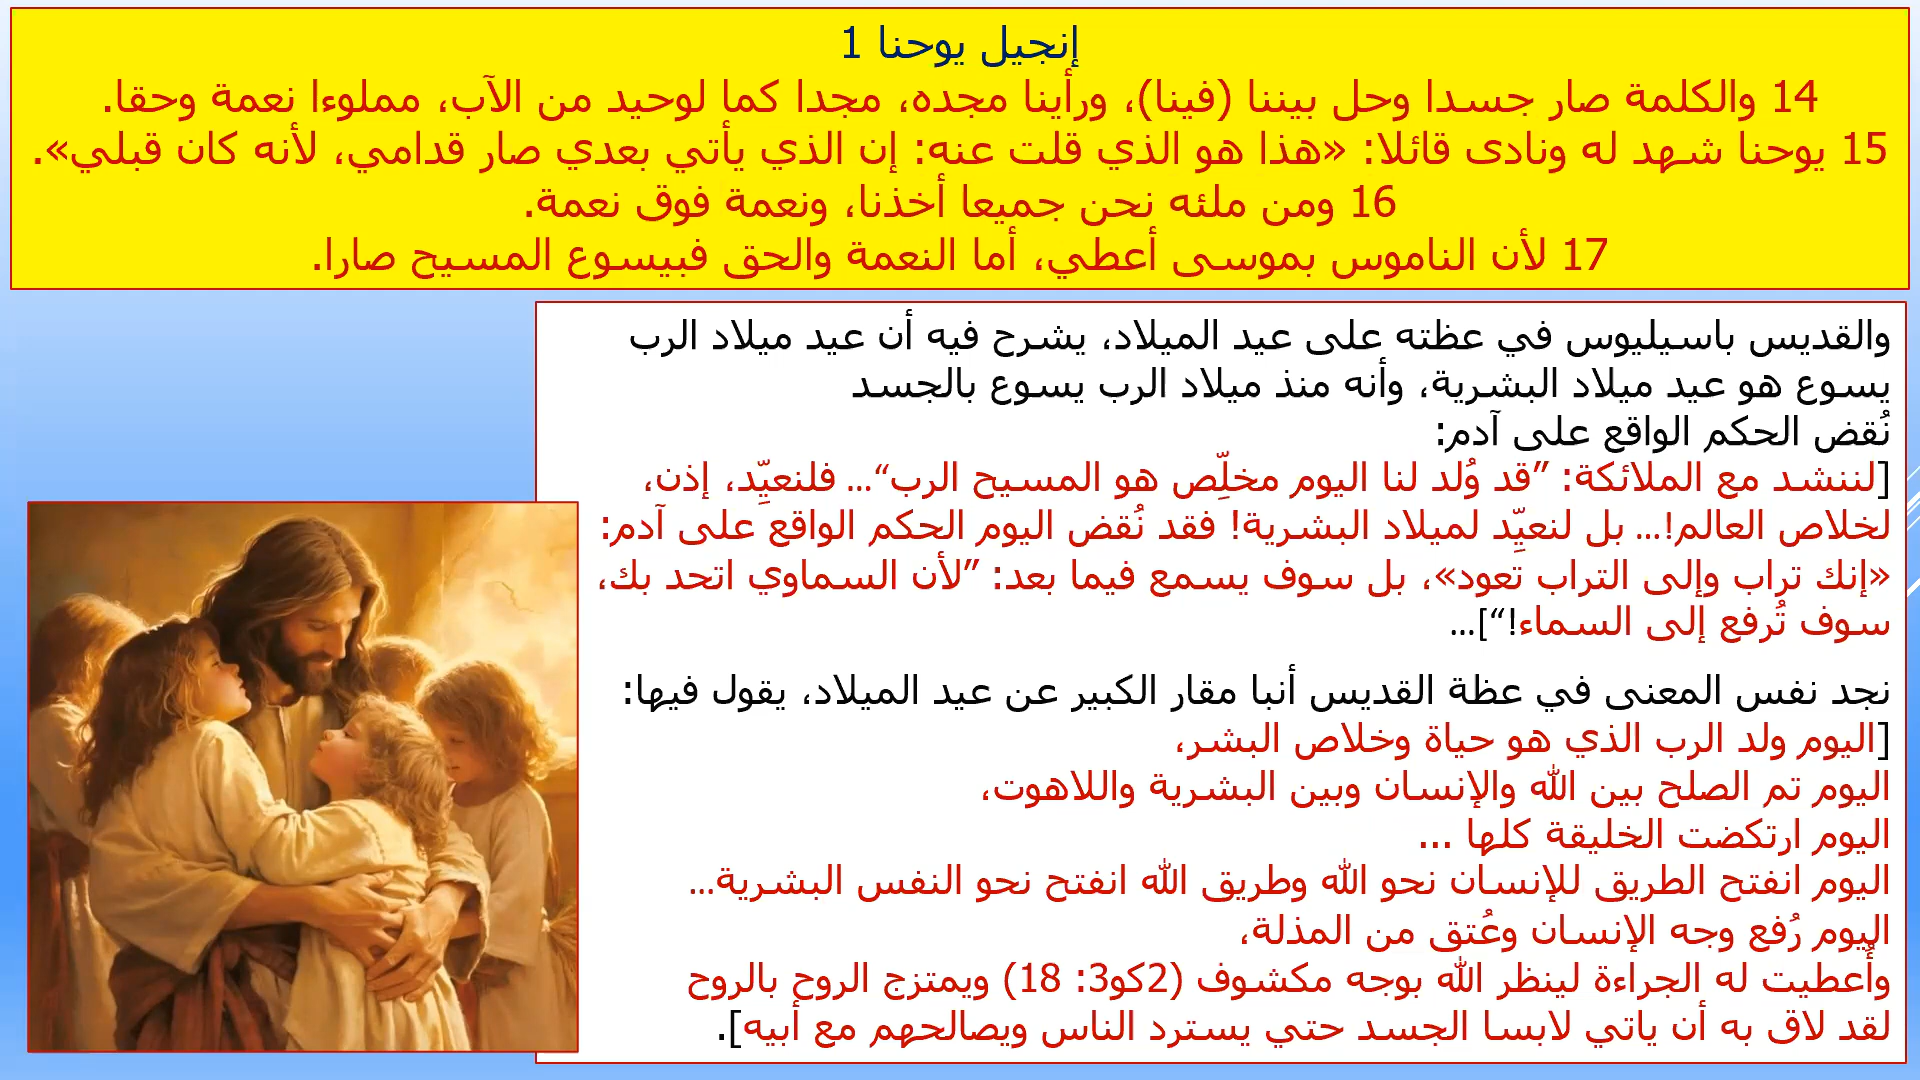 إنجيل يوحنا 1
14 والكلمة صار جسدا وحل بيننا (فينا)، ورأينا مجده، مجدا كما لوحيد من الآب، مملوءا نعمة وحقا.
15 يوحنا شهد له ونادى قائلا: «هذا هو الذي قلت عنه: إن الذي يأتي بعدي صار قدامي، لأنه كان قبلي».
16 ومن ملئه نحن جميعا أخذنا، ونعمة فوق نعمة.
17 لأن الناموس بموسى أعطي، أما النعمة والحق فبيسوع المسيح صارا.
والقديس باسيليوس في عظته على عيد الميلاد، يشرح فيه أن عيد ميلاد الرب
يسوع هو عيد ميلاد البشرية، وأنه منذ ميلاد الرب يسوع بالجسد
نُقض الحكم الواقع على آدم:
[لننشد مع الملائكة: ”قد وُلد لنا اليوم مخلِّص هو المسيح الرب“... فلنعيِّد، إذن،
لخلاص العالم!... بل لنعيِّد لميلاد البشرية! فقد نُقض اليوم الحكم الواقع على آدم:
«إنك تراب وإلى التراب تعود»، بل سوف يسمع فيما بعد: ”لأن السماوي اتحد بك،
سوف تُرفع إلى السماء!“]...
نجد نفس المعنى في عظة القديس أنبا مقار الكبير عن عيد الميلاد، يقول فيها:
[اليوم ولد الرب الذي هو حياة وخلاص البشر،
اليوم تم الصلح بين الله والإنسان وبين البشرية واللاهوت،
اليوم ارتكضت الخليقة كلها ...
اليوم انفتح الطريق للإنسان نحو الله وطريق الله انفتح نحو النفس البشرية...
اليوم رُفع وجه الإنسان وعُتق من المذلة،
وأُعطيت له الجراءة لينظر الله بوجه مكشوف (2كو3: 18) ويمتزج الروح بالروح
لقد لاق به أن ياتي لابسا الجسد حتي يسترد الناس ويصالحهم مع أبيه].